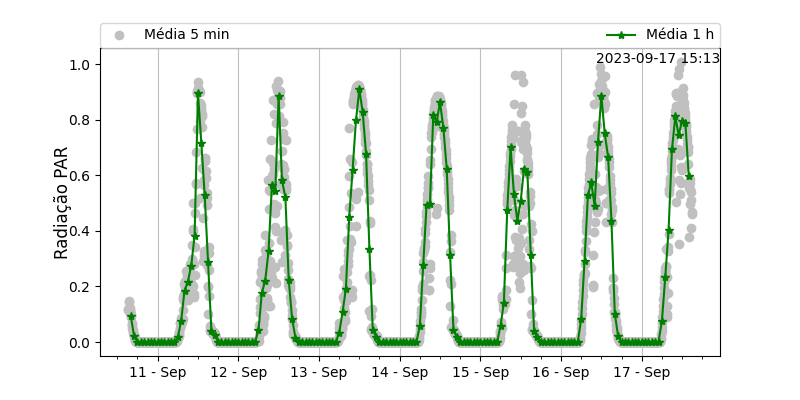 Média 5 min
Média 1 h
2023-09-17 15:13
Radiação PAR
1.0
0.8
0.6
0.4
0.2
0.0
11 - Sep
12 - Sep
13 - Sep
14 - Sep
15 - Sep
16 - Sep
17 - Sep